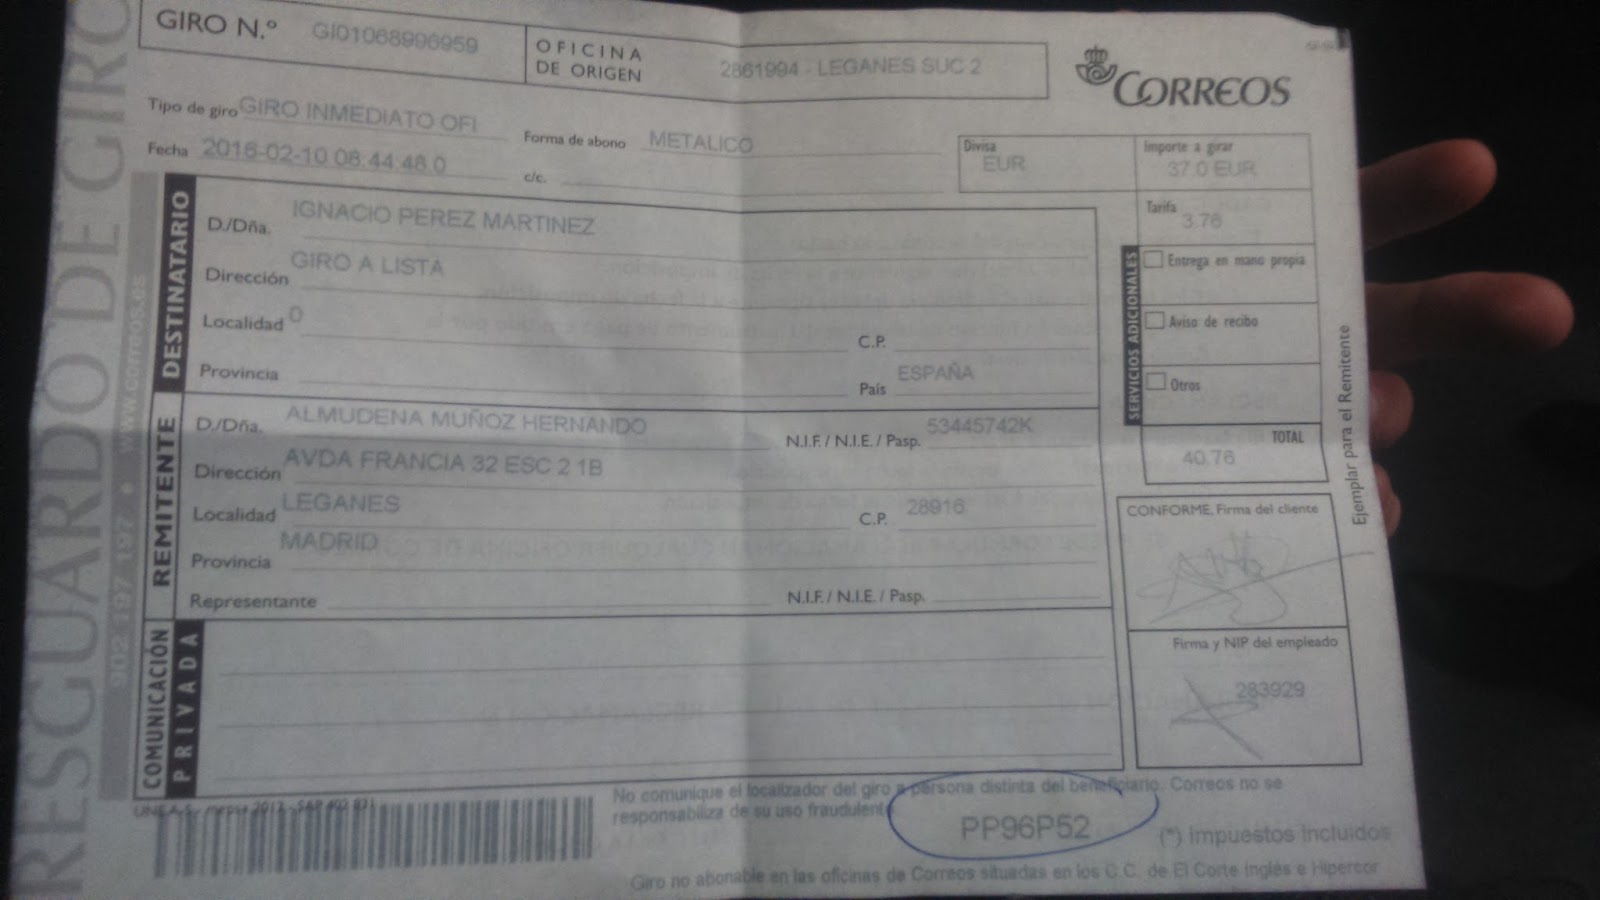 RESGUARDO DE GIRO
902 197 197 • www.correos.es
GIRO N.º GI01068996959
OFICINA DE ORIGEN 2861994 - LEGANES SUC 2
CORREOS
Tipo de giro GIRO INMEDIATO OFI
Forma de abono METALICO
Fecha 2016-02-10 08.44.48.0
c/c.
Divisa EUR
Importe a girar 37.0 EUR
Tarifa 3.76
DESTINATARIO
D./Dña. IGNACIO PEREZ MARTINEZ
Dirección GIRO A LISTA
Localidad 0
C.P.
Provincia
País ESPAÑA
SERVICIOS ADICIONALES
Entrega en mano propia
Aviso de recibo
Otros
TOTAL
40.76
REMITENTE
D./Dña. ALMUDENA MUÑOZ HERNANDO
N.I.F. / N.I.E. / Pasp. 53445742K
Dirección AVDA FRANCIA 32 ESC 2 1B
Localidad LEGANES
C.P. 28916
Provincia MADRID
Representante
N.I.F. / N.I.E. / Pasp.
CONFORME, Firma del cliente
Firma y NIP del empleado
283929
Ejemplar para el Remitente
COMUNICACIÓN PRIVADA
No comunique el localizador del giro a persona distinta del beneficiario. Correos no se
responsabiliza de su uso fraudulento
PP96P52
(*) Impuestos incluidos
Giro no abonable en las oficinas de Correos situadas en los C.C. de El Corte Inglés e Hipercor